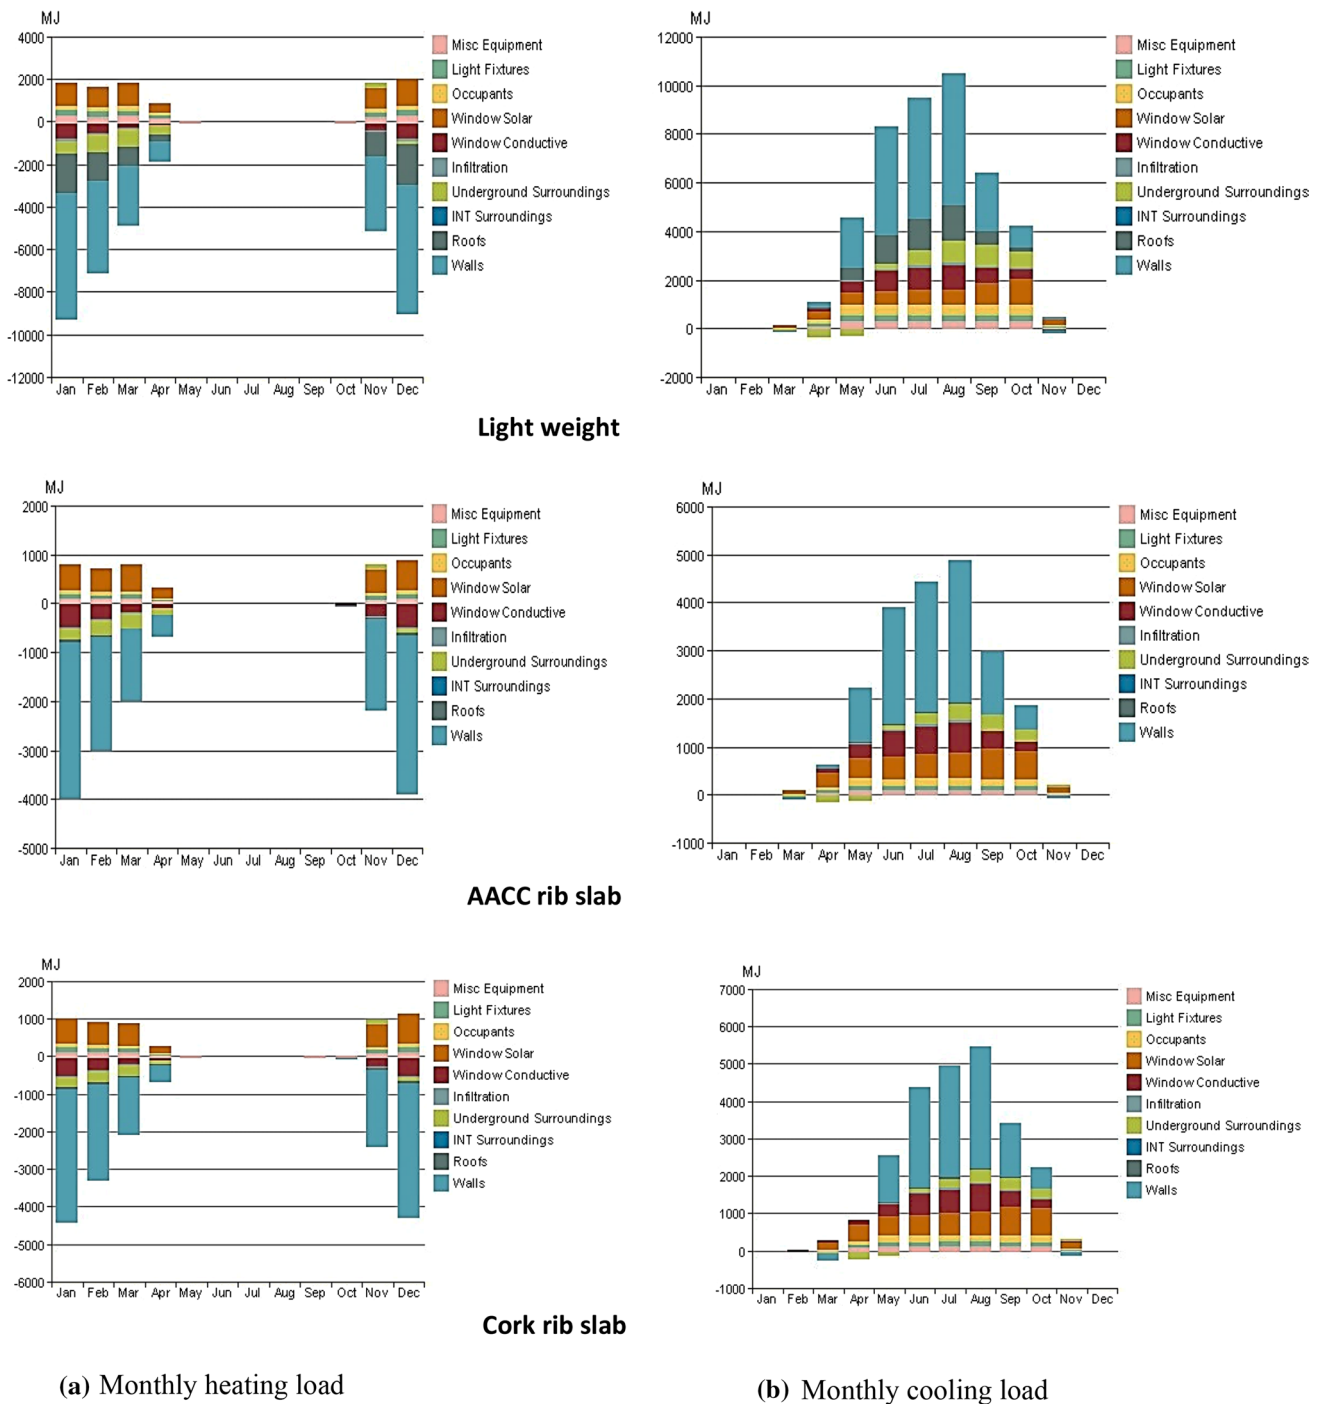 MJ
4000
2000
0
-2000
-4000
-6000
-8000
-10000
-12000
Jan Feb Mar Apr May Jun Jul Aug Sep Oct Nov Dec
Misc Equipment
Light Fixtures
Occupants
Window Solar
Window Conductive
Infiltration
Underground Surroundings
INT Surroundings
Roofs
Walls
MJ
12000
10000
8000
6000
4000
2000
0
-2000
Jan Feb Mar Apr May Jun Jul Aug Sep Oct Nov Dec
Misc Equipment
Light Fixtures
Occupants
Window Solar
Window Conductive
Infiltration
Underground Surroundings
INT Surroundings
Roofs
Walls
Light weight
MJ
2000
1000
0
-1000
-2000
-3000
-4000
-5000
Jan Feb Mar Apr May Jun Jul Aug Sep Oct Nov Dec
Misc Equipment
Light Fixtures
Occupants
Window Solar
Window Conductive
Infiltration
Underground Surroundings
INT Surroundings
Roofs
Walls
MJ
6000
5000
4000
3000
2000
1000
0
-1000
Jan Feb Mar Apr May Jun Jul Aug Sep Oct Nov Dec
Misc Equipment
Light Fixtures
Occupants
Window Solar
Window Conductive
Infiltration
Underground Surroundings
INT Surroundings
Roofs
Walls
AACC rib slab
MJ
2000
1000
0
-1000
-2000
-3000
-4000
-5000
-6000
Jan Feb Mar Apr May Jun Jul Aug Sep Oct Nov Dec
Misc Equipment
Light Fixtures
Occupants
Window Solar
Window Conductive
Infiltration
Underground Surroundings
INT Surroundings
Roofs
Walls
MJ
7000
6000
5000
4000
3000
2000
1000
0
-1000
Jan Feb Mar Apr May Jun Jul Aug Sep Oct Nov Dec
Misc Equipment
Light Fixtures
Occupants
Window Solar
Window Conductive
Infiltration
Underground Surroundings
INT Surroundings
Roofs
Walls
Cork rib slab
(a) Monthly heating load
(b) Monthly cooling load